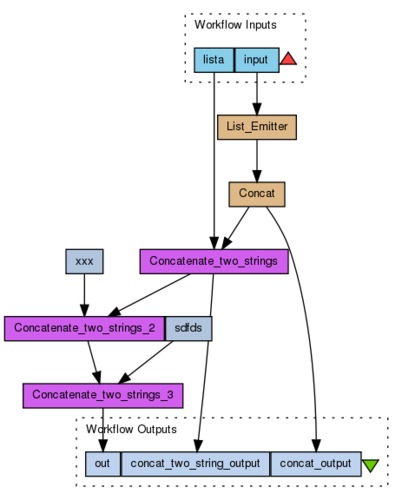 Workflow Inputs
lista input
List_Emitter
Concat
xxx Concatenate_two_strings
Concatenate_two_strings_2 sdfds
Concatenate_two_strings_3
Workflow Outputs
out concat_two_string_output concat_output